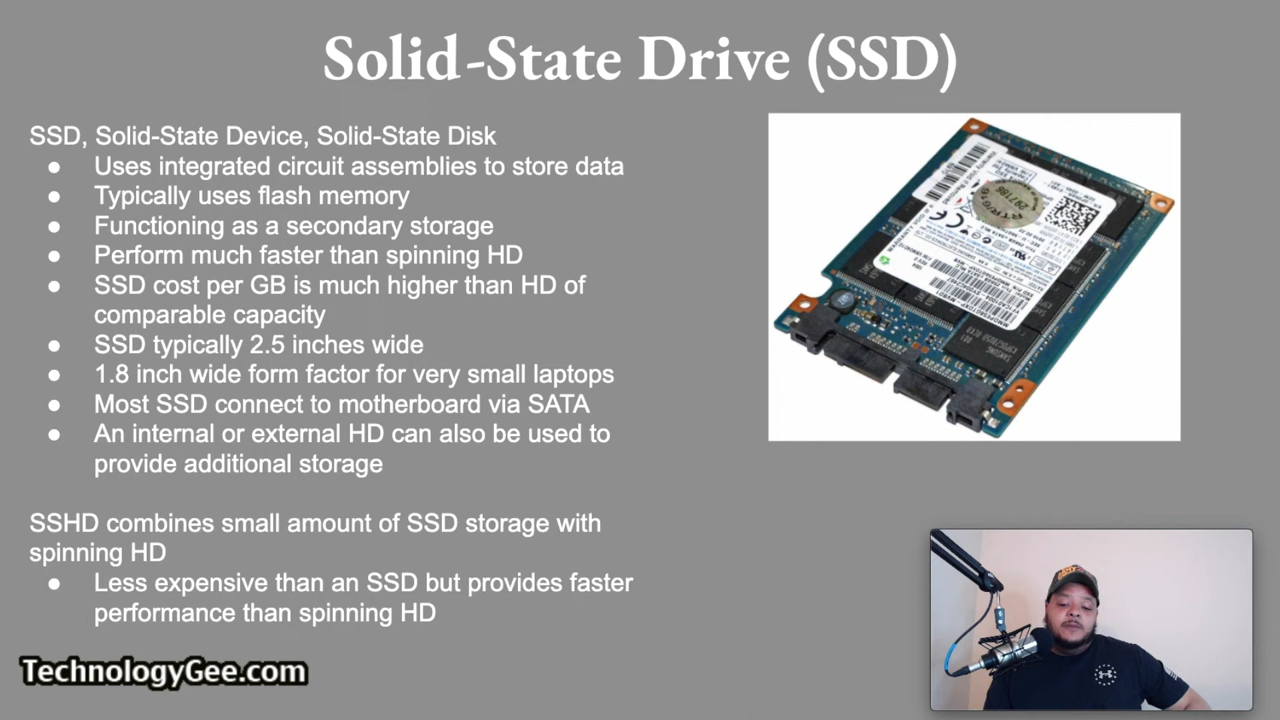 Solid-State Drive (SSD)
SSD, Solid-State Device, Solid-State Disk
● Uses integrated circuit assemblies to store data
● Typically uses flash memory
● Functioning as a secondary storage
● Perform much faster than spinning HD
● SSD cost per GB is much higher than HD of
comparable capacity
● SSD typically 2.5 inches wide
● 1.8 inch wide form factor for very small laptops
● Most SSD connect to motherboard via SATA
● An internal or external HD can also be used to
provide additional storage
SSHD combines small amount of SSD storage with
spinning HD
● Less expensive than an SSD but provides faster
performance than spinning HD
TechnologyGee.com
SAMSUNG